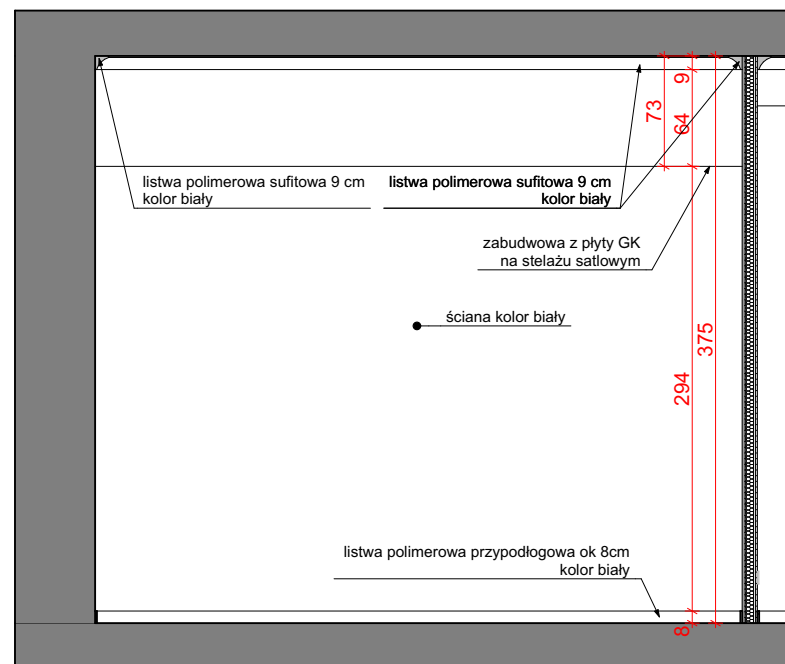 9
73
64
listwa polimerowa sufitowa 9 cm
kolor biały
listwa polimerowa sufitowa 9 cm
kolor biały
zabudwowa z płyty GK
na stelażu satlowym
ściana kolor biały
375
294
listwa polimerowa przypodłogowa ok 8cm
kolor biały
8